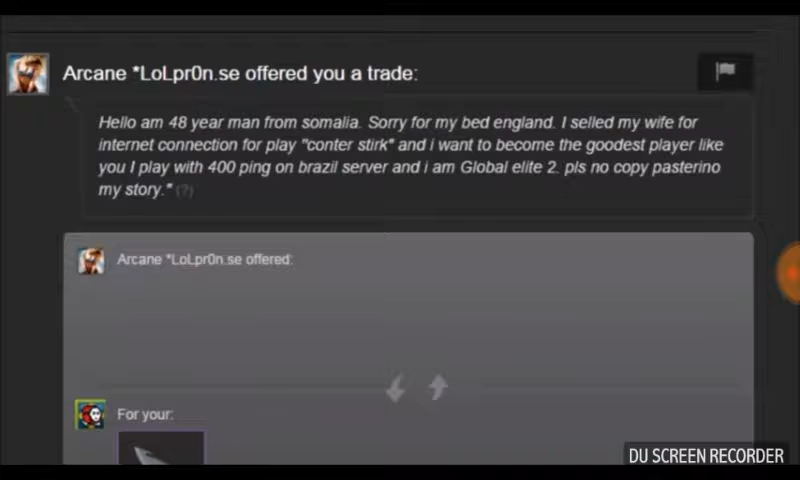 Arcane *LoLpr0n.se offered you a trade:
Hello am 48 year man from somalia. Sorry for my bed england. I selled my wife for
internet connection for play "conter stirk" and i want to become the goodest player like
you I play with 400 ping on brazil server and i am Global elite 2. pls no copy pasterino
my story." (?)
Arcane *LoLpr0n.se offered:
For your:
DU SCREEN RECORDER